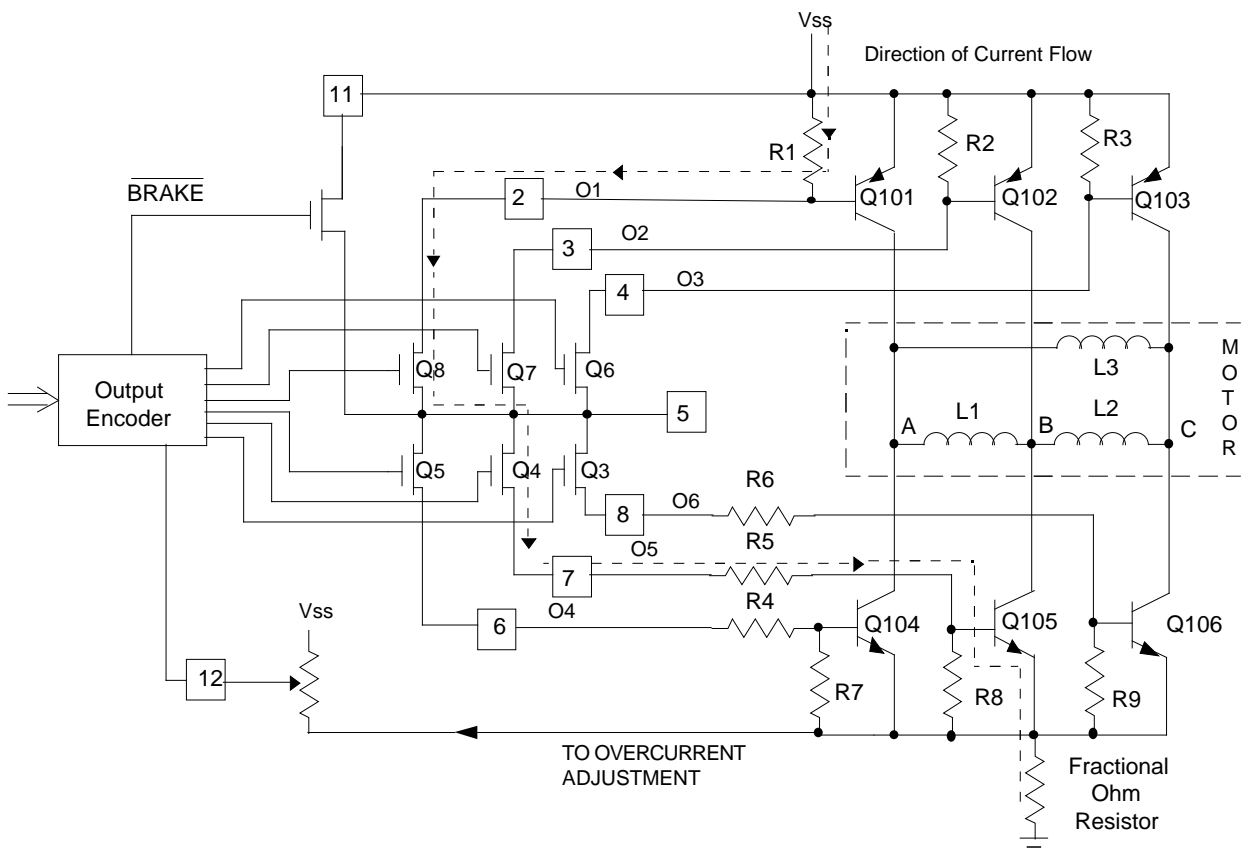 Vss
Direction of Current Flow
11
R1
R2
R3
BRAKE
2
O1
Q101
Q102
Q103
3
O2
4
O3
M
O
T
O
R
Output
Encoder
Q8
Q7
Q6
L3
5
A
L1
B
L2
C
Q5
Q4
Q3
R6
8
O6
R5
O5
7
R4
O4
Vss
6
Q104
Q105
Q106
12
R7
R8
R9
TO OVERCURRENT
ADJUSTMENT
Fractional
Ohm
Resistor